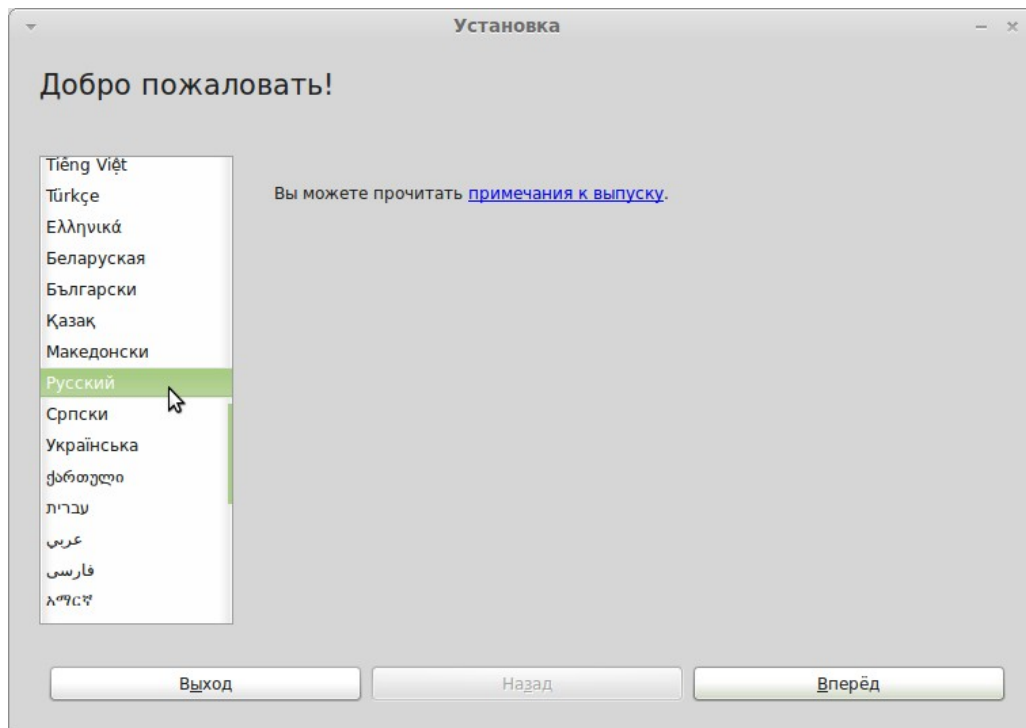 Установка
Добро пожаловать!
Tiếng Việt
Türkçe
Ελληνικά
Беларуская
Български
Қазақ
Македонски
Русский
Српски
Українська
ქართული
עברית
عربي
فارسی
አማርኛ
Вы можете прочитать примечания к выпуску.
Выход
Назад
Вперёд